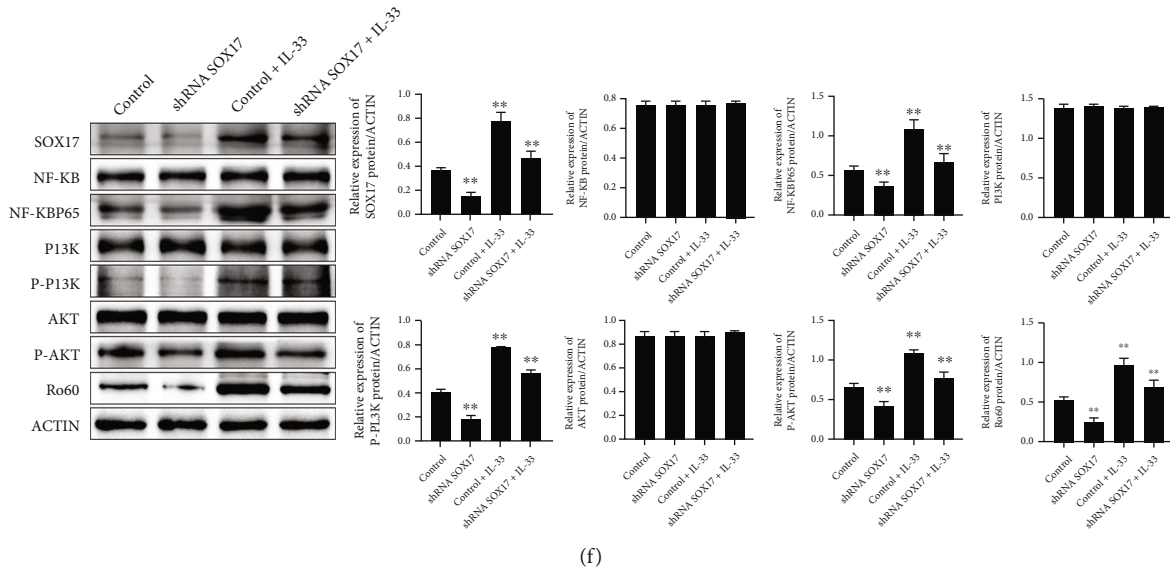 Control
shRNA SOX17
Control + IL-33
shRNA SOX17 + IL-33
SOX17
NF-KB
NF-KBP65
P13K
P-P13K
AKT
P-AKT
Ro60
ACTIN
Relative expression of
SOX17 protein/ACTIN
1.0
0.8
0.6
0.4
0.2
0.0
**
**
**
Control
shRNA SOX17
Control + IL-33
shRNA SOX17 + IL-33
Relative expression of
NF-KB protein/ACTIN
0.8
0.6
0.4
0.2
0.0
Control
shRNA SOX17
Control + IL-33
shRNA SOX17 + IL-33
Relative expression of
NF-KBP65 protein/ACTIN
1.5
1.0
0.5
0.0
**
**
**
Control
shRNA SOX17
Control + IL-33
shRNA SOX17 + IL-33
Relative expression of
P13K protein/ACTIN
1.5
1.0
0.5
0.0
Control
shRNA SOX17
Control + IL-33
shRNA SOX17 + IL-33
Relative expression of
P-PL3K protein/ACTIN
1.0
0.8
0.6
0.4
0.2
0.0
**
**
**
Control
shRNA SOX17
Control + IL-33
shRNA SOX17 + IL-33
Relative expression of
AKT protein/ACTIN
1.0
0.8
0.6
0.4
0.2
0.0
Control
shRNA SOX17
Control + IL-33
shRNA SOX17 + IL-33
Relative expression of
P-AKT protein/ACTIN
1.5
1.0
0.5
0.0
**
**
**
Control
shRNA SOX17
Control + IL-33
shRNA SOX17 + IL-33
Relative expression of
Ro60 protein/ACTIN
1.5
1.0
0.5
0.0
**
**
**
Control
shRNA SOX17
Control + IL-33
shRNA SOX17 + IL-33
(f)